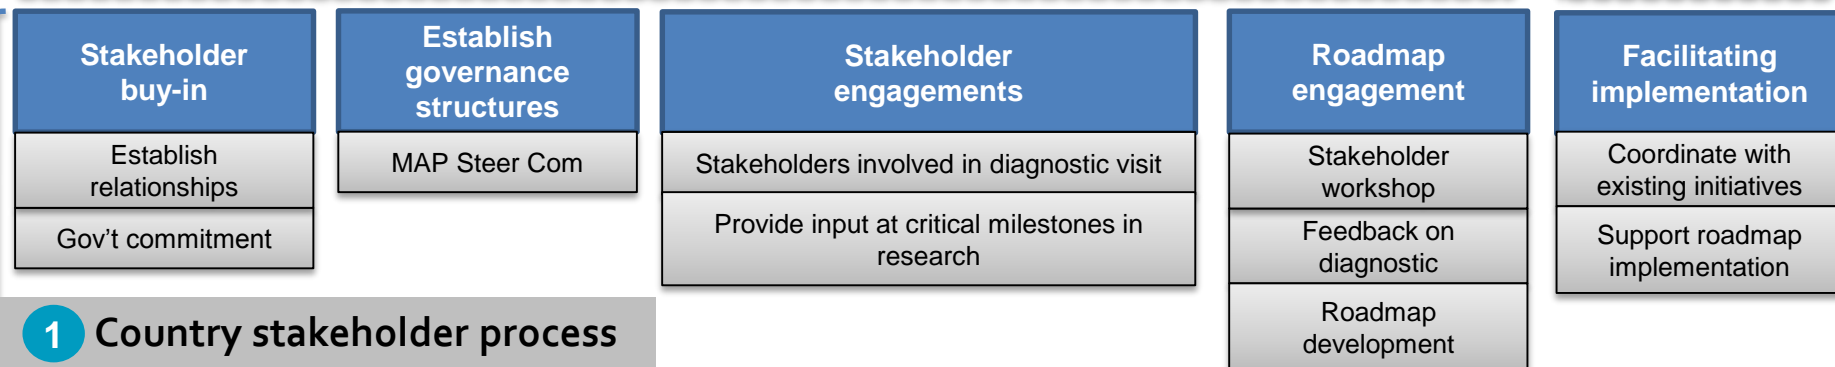 Stakeholder
buy-in
Establish
relationships
Gov't commitment
Establish
governance
structures
MAP Steer Com
Stakeholder
engagements
Stakeholders involved in diagnostic visit
Provide input at critical milestones in
research
Roadmap
engagement
Stakeholder
workshop
Feedback on
diagnostic
Roadmap
development
Facilitating
implementation
Coordinate with
existing initiatives
Support roadmap
implementation
1 Country stakeholder process